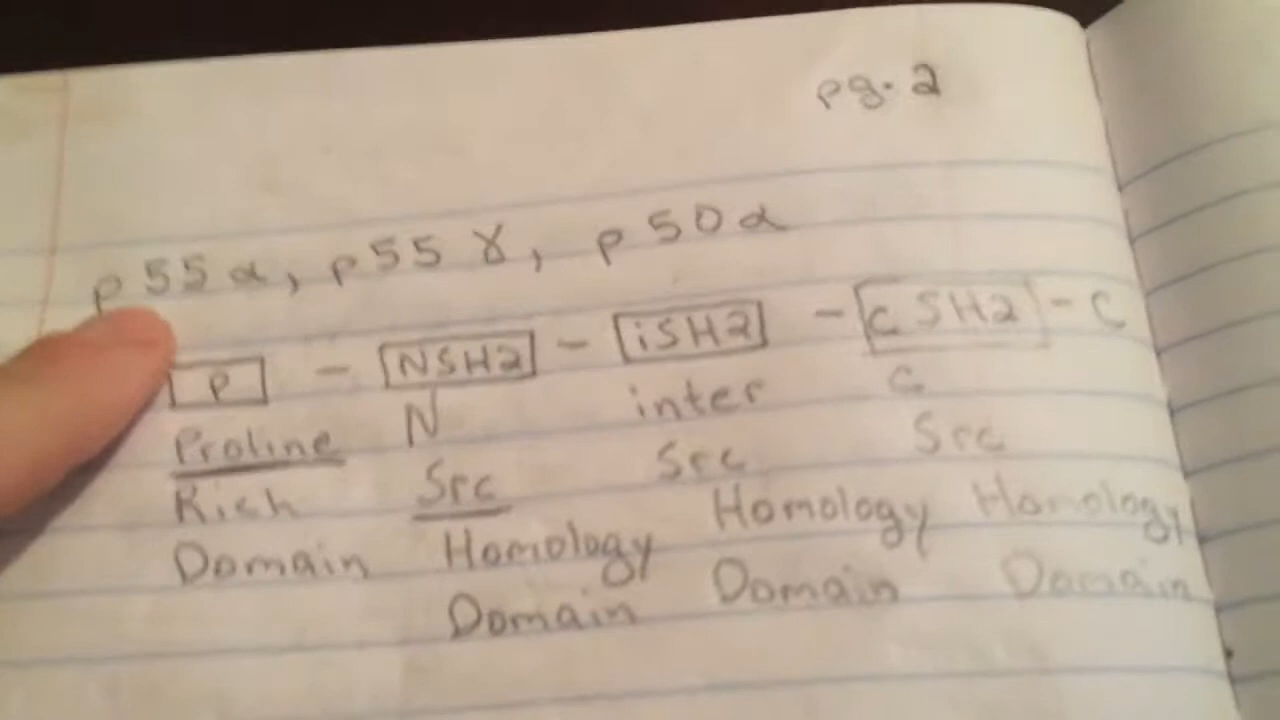 pg. 2
p55α, p55γ, p50α
P - NSH2 - iSH2 - cSH2 - C
Proline N inter C
Rich Src Src Src
Domain Homology Homology Homology
Domain Domain Domain